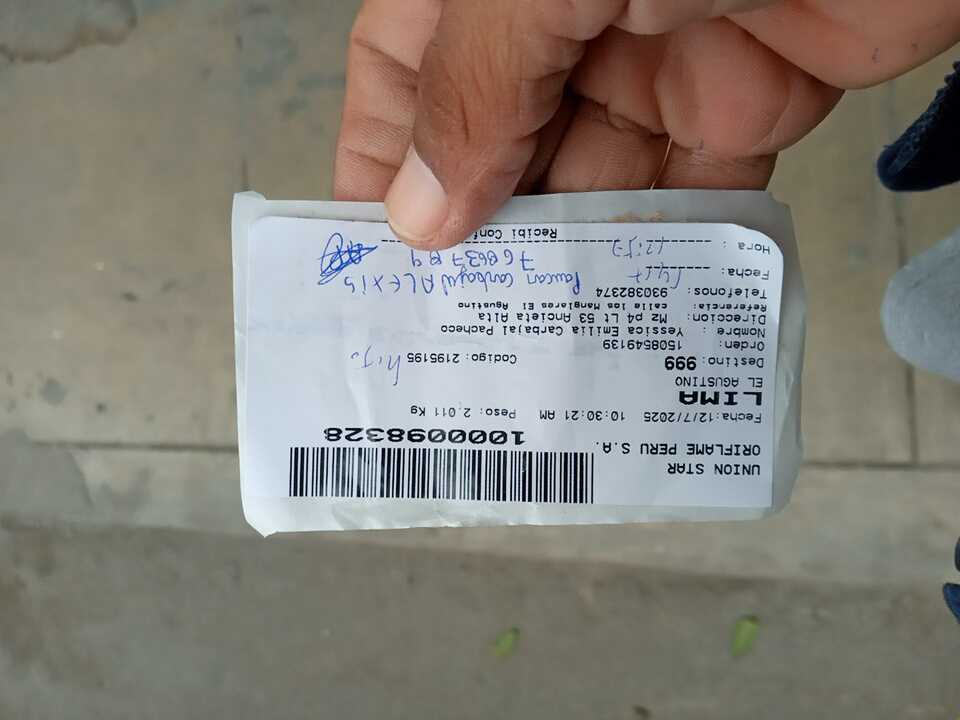 UNION STAR
ORIFLAME PERU S.A.
1000098328
Fecha:12/7/2025 10:30:21 AM Peso: 2.011 Kg
LIMA
EL AGUSTINO
Destino: 999 Codigo: 2195195
Orden: 1508549139
hijo
Nombre : Yessica Emilia Carbajal Pacheco
Direccion: Mz p4 Lt 53 Ancieta Alta
Referencia: calle los Manglares El Agustino
Telefonos: 930382374
Fecha:
Paucar Carbajal ALEXIS
Hora :
Recibi Conf